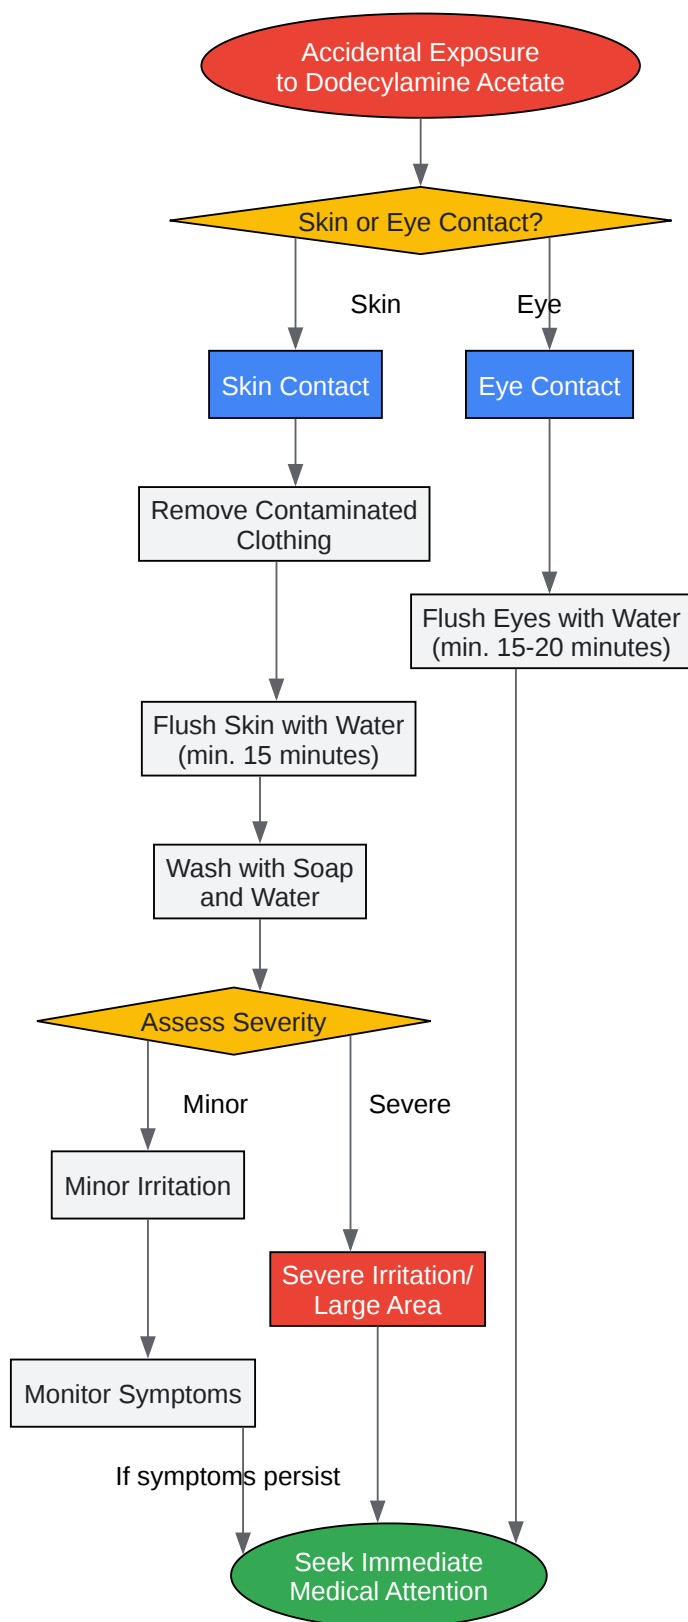 Accidental Exposure
to Dodecylamine Acetate
Skin or Eye Contact?
Skin
Eye
Skin Contact
Eye Contact
Remove Contaminated
Clothing
Flush Eyes with Water
(min. 15-20 minutes)
Flush Skin with Water
(min. 15 minutes)
Wash with Soap
and Water
Assess Severity
Minor
Severe
Minor Irritation
Severe Irritation/
Large Area
Monitor Symptoms
If symptoms persist
Seek Immediate
Medical Attention